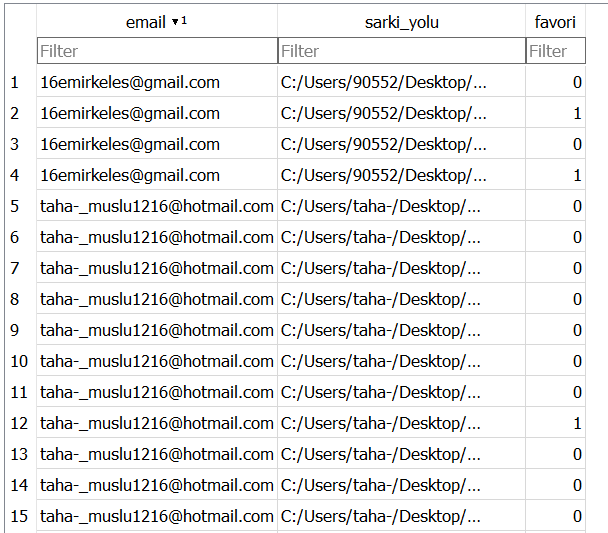 email ▼1 sarki_yolu favori
Filter Filter Filter
1 16emirkeles@gmail.com C:/Users/90552/Desktop/... 0
2 16emirkeles@gmail.com C:/Users/90552/Desktop/... 1
3 16emirkeles@gmail.com C:/Users/90552/Desktop/... 0
4 16emirkeles@gmail.com C:/Users/90552/Desktop/... 1
5 taha-_muslu1216@hotmail.com C:/Users/taha-/Desktop/... 0
6 taha-_muslu1216@hotmail.com C:/Users/taha-/Desktop/... 0
7 taha-_muslu1216@hotmail.com C:/Users/taha-/Desktop/... 0
8 taha-_muslu1216@hotmail.com C:/Users/taha-/Desktop/... 0
9 taha-_muslu1216@hotmail.com C:/Users/taha-/Desktop/... 0
10 taha-_muslu1216@hotmail.com C:/Users/taha-/Desktop/... 0
11 taha-_muslu1216@hotmail.com C:/Users/taha-/Desktop/... 0
12 taha-_muslu1216@hotmail.com C:/Users/taha-/Desktop/... 1
13 taha-_muslu1216@hotmail.com C:/Users/taha-/Desktop/... 0
14 taha-_muslu1216@hotmail.com C:/Users/taha-/Desktop/... 0
15 taha-_muslu1216@hotmail.com C:/Users/taha-/Desktop/... 0